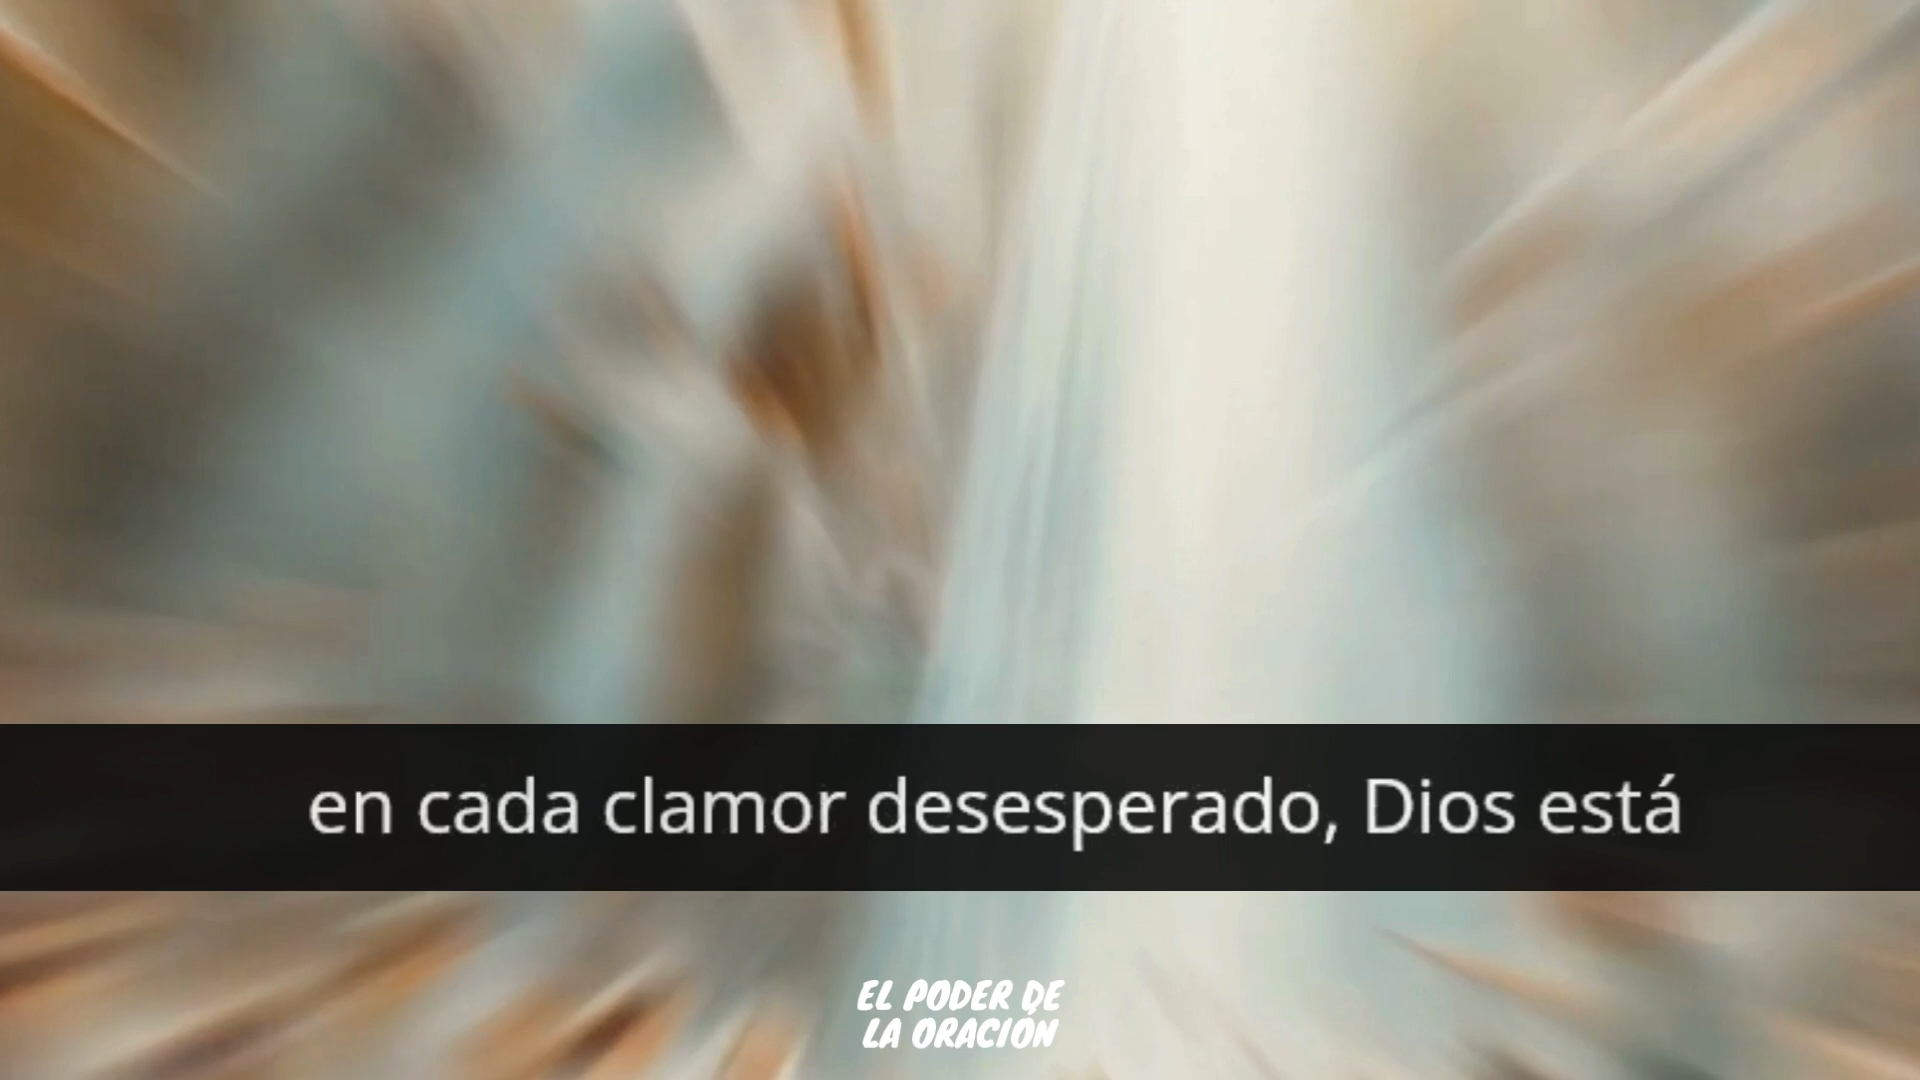 en cada clamor desesperado, Dios está
EL PODER DE
LA ORACIÓN